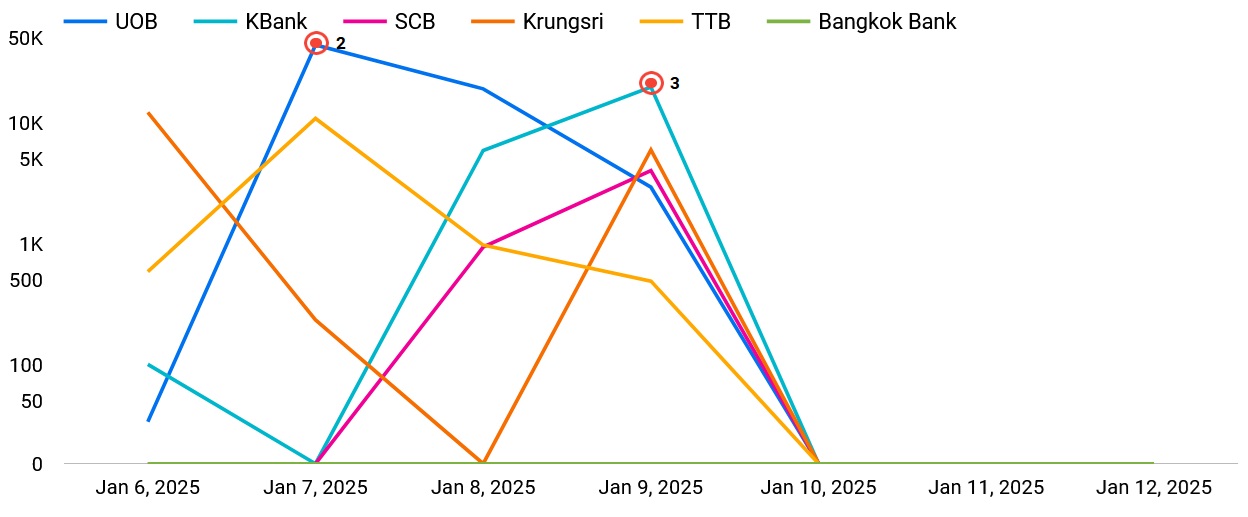 UOB KBank SCB Krungsri TTB Bangkok Bank
50K
2
3
10K
5K
1K
500
100
50
0
Jan 6, 2025 Jan 7, 2025 Jan 8, 2025 Jan 9, 2025 Jan 10, 2025 Jan 11, 2025 Jan 12, 2025